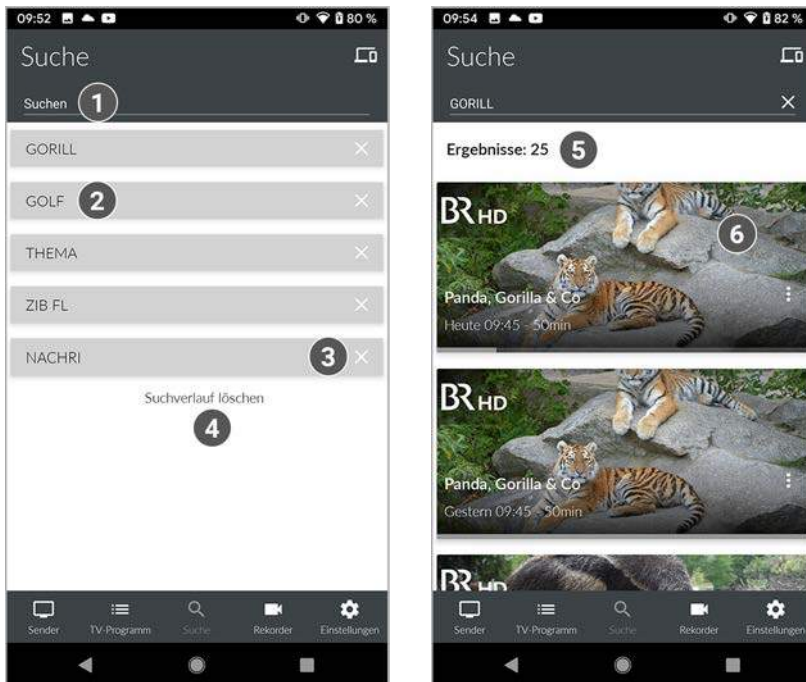 09:52 80 %
Suche
Suchen 1
GORILL
GOLF 2
THEMA
ZIB FL
NACHRI 3
Suchverlauf löschen
4
Sender TV-Programm Suche Rekorder Einstellungen
09:54 82 %
Suche
GORILL
Ergebnisse: 25 5
BR HD
6
Panda, Gorilla & Co
Heute 09:45 - 50min
BR HD
Panda, Gorilla & Co
Gestern 09:45 - 50min
BR HD
Sender TV-Programm Suche Rekorder Einstellungen